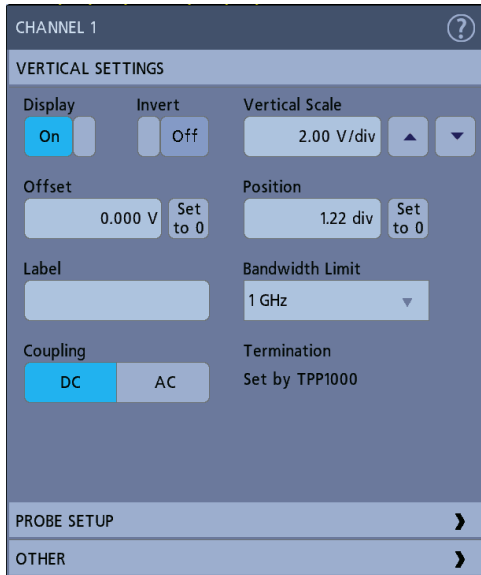 CHANNEL 1
?
VERTICAL SETTINGS
Display
Invert
Vertical Scale
On
Off
2.00 V/div
Offset
Position
0.000 V
Set
to 0
1.22 div
Set
to 0
Label
Bandwidth Limit
1 GHz
Coupling
Termination
DC
AC
Set by TPP1000
PROBE SETUP
OTHER